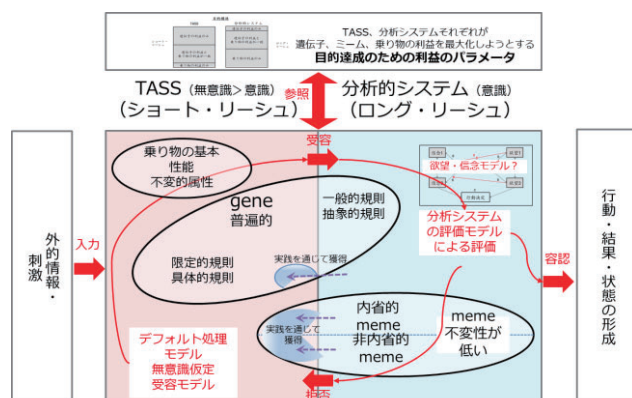 TASS、分析システムそれぞれが
遺伝子、ミーム、乗り物の利益を最大化しようとする
目的達成のための利益のパラメータ
TASS（無意識＞意識）
（ショート・リーシュ）
参照
分析的システム（意識）
（ロング・リーシュ）
外的情報・
刺激
入力
乗り物の基本
性能
不変的属性
受容
gene
普遍的
一般的規則
抽象的規則
限定的規則
具体的規則
実践を通じて獲得
欲望・信念モデル？
分析システム
の評価モデル
による評価
容認
行動・結果・
状態の形成
デフォルト処理
モデル
無意識仮定
受容モデル
実践を通じて
獲得
内省的
meme
非内省的
meme
meme
不変性が
低い
拒否